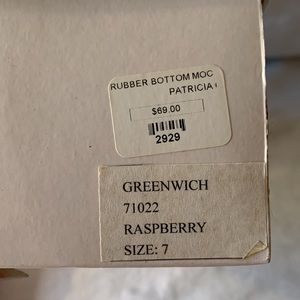 RUBBER BOTTOM MOC
PATRICIA
$69.00
2929
GREENWICH
71022
RASPBERRY
SIZE: 7